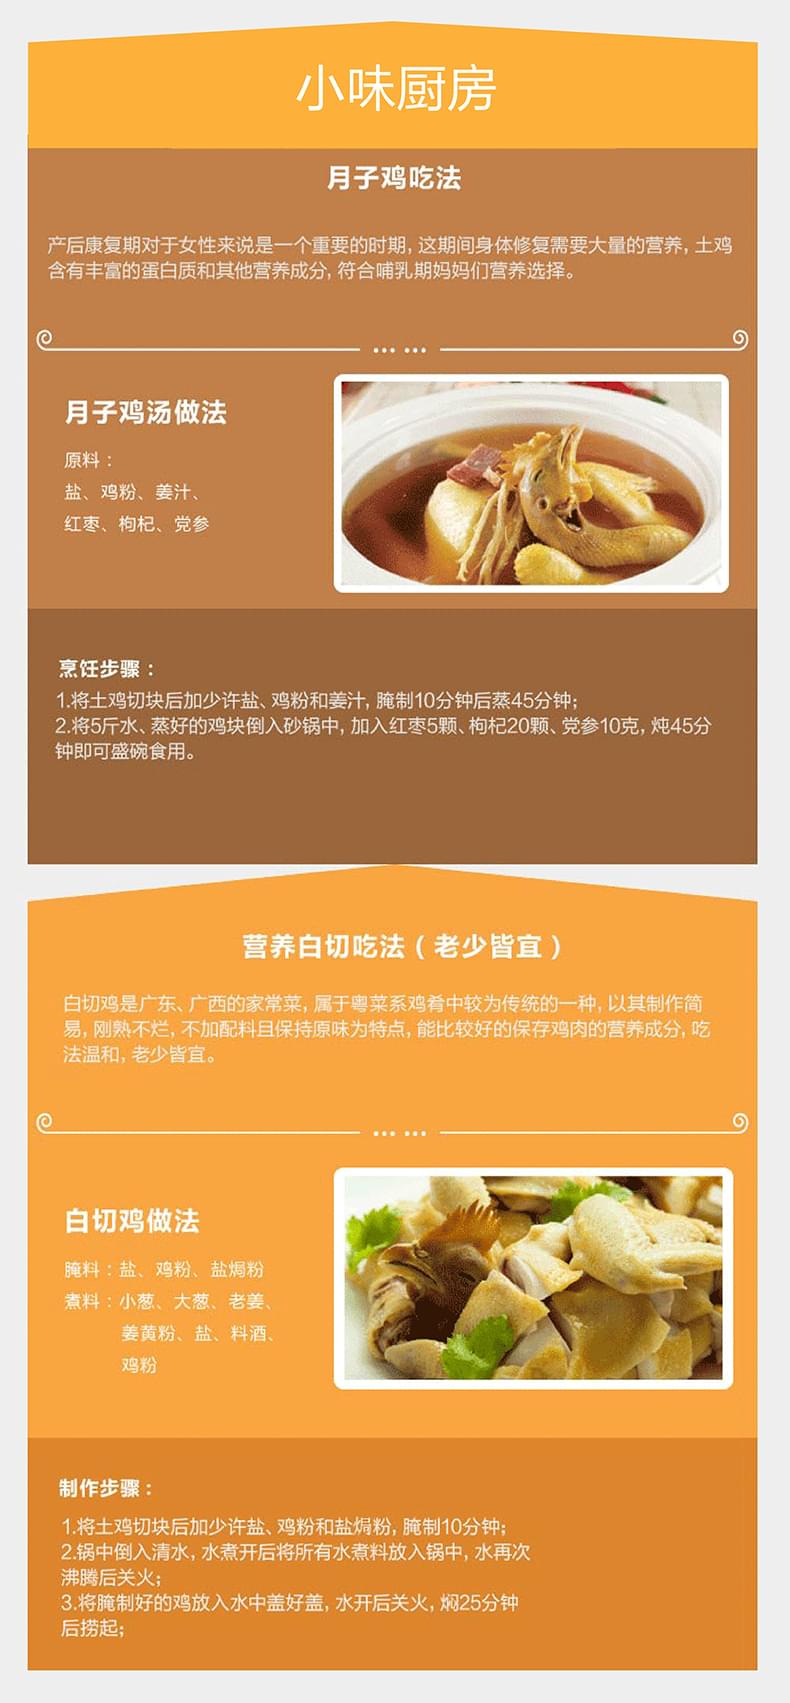 小味厨房
月子鸡吃法
产后康复期对于女性来说是一个重要的时期, 这期间身体修复需要大量的营养, 土鸡
含有丰富的蛋白质和其他营养成分, 符合哺乳期妈妈们营养选择。
月子鸡汤做法
原料：
盐、鸡粉、姜汁、
红枣、枸杞、党参
烹饪步骤：
1.将土鸡切块后加少许盐、鸡粉和姜汁, 腌制10分钟后蒸45分钟;
2.将5斤水、蒸好的鸡块倒入砂锅中, 加入红枣5颗、枸杞20颗、党参10克, 炖45分
钟即可盛碗食用。
营养白切吃法（老少皆宜）
白切鸡是广东、广西的家常菜, 属于粤菜系鸡肴中较为传统的一种, 以其制作简
易, 刚熟不烂, 不加配料且保持原味为特点, 能比较好的保存鸡肉的营养成分, 吃
法温和, 老少皆宜。
白切鸡做法
腌料：盐、鸡粉、盐焗粉
煮料：小葱、大葱、老姜、
姜黄粉、盐、料酒、
鸡粉
制作步骤：
1.将土鸡切块后加少许盐、鸡粉和盐焗粉, 腌制10分钟;
2.锅中倒入清水, 水煮开后将所有水煮料放入锅中, 水再次
沸腾后关火;
3.将腌制好的鸡放入水中盖好盖, 水开后关火, 焖25分钟
后捞起;